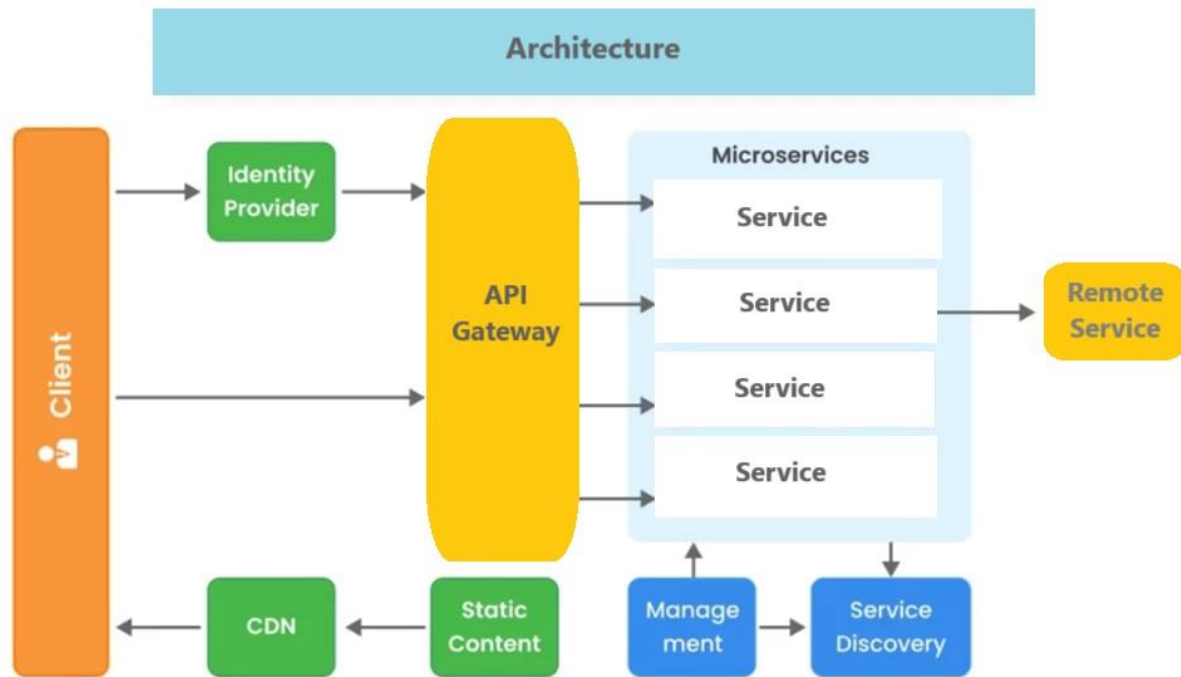 Architecture
Client
Identity
Provider
API
Gateway
Microservices
Service
Service
Service
Service
Remote
Service
CDN
Static
Content
Manage
ment
Service
Discovery